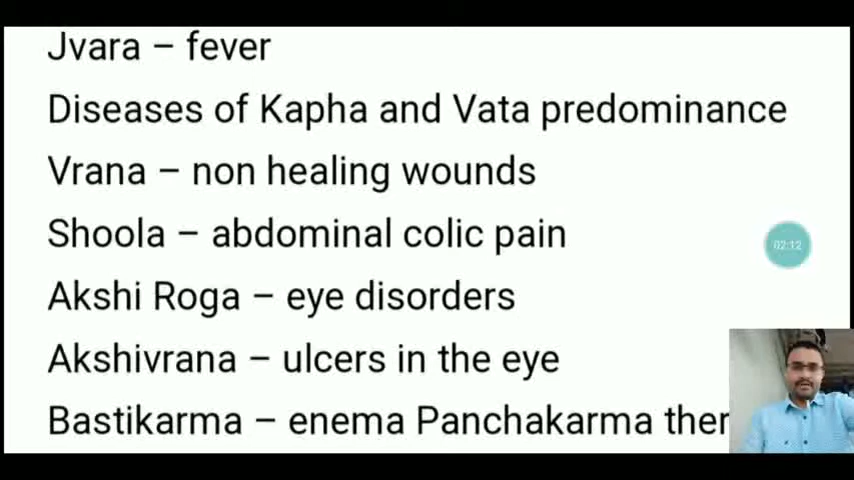 Jvara – fever
Diseases of Kapha and Vata predominance
Vrana – non healing wounds
Shoola – abdominal colic pain
02:12
Akshi Roga – eye disorders
Akshivrana – ulcers in the eye
Bastikarma – enema Panchakarma ther